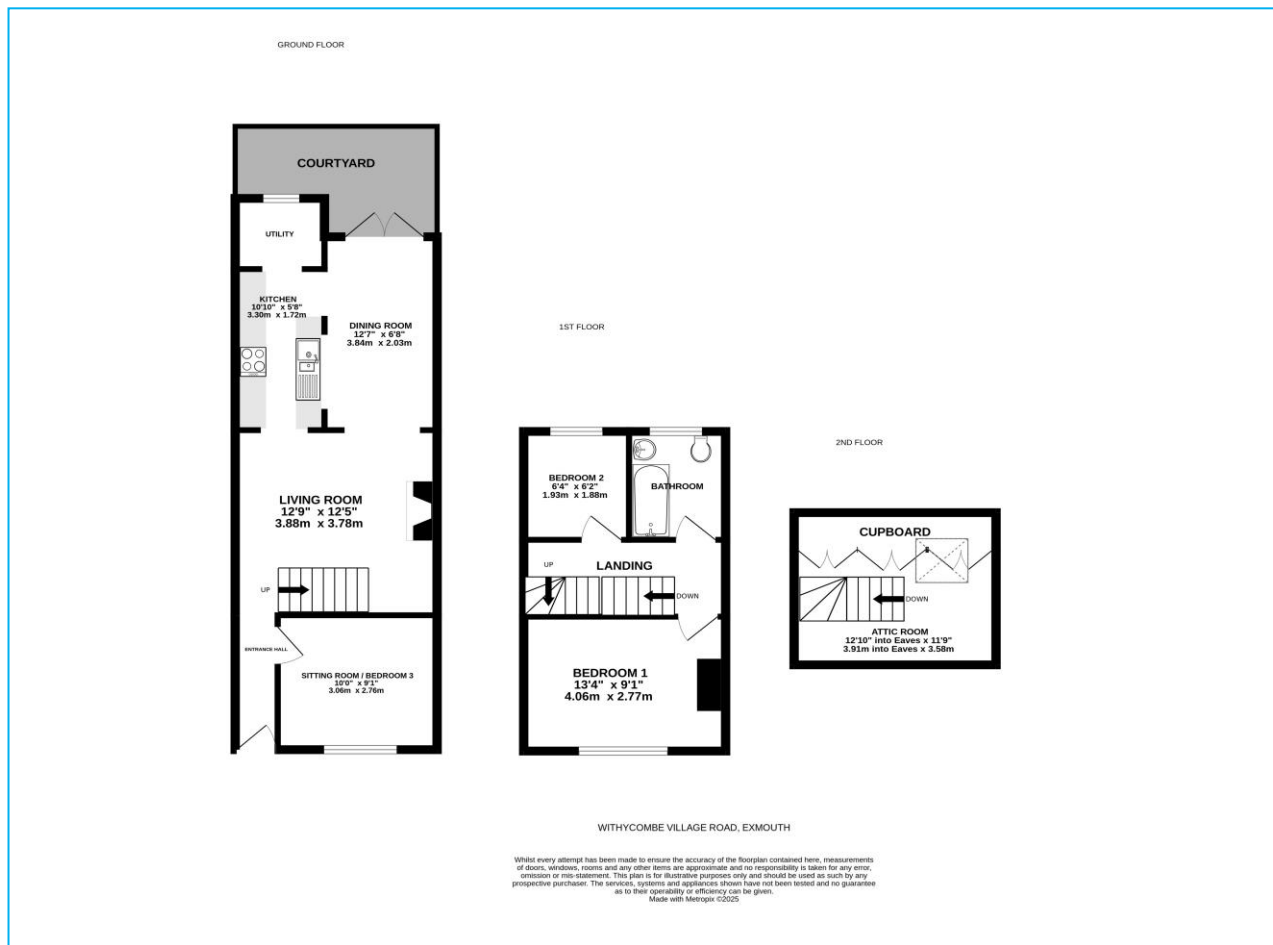 GROUND FLOOR
COURTYARD
UTILITY
KITCHEN
10'10" x 5'8"
3.30m x 1.72m
DINING ROOM
12'7" x 6'8"
3.84m x 2.03m
LIVING ROOM
12'9" x 12'5"
3.88m x 3.78m
UP
ENTRANCE HALL
SITTING ROOM / BEDROOM 3
10'0" x 9'1"
3.06m x 2.76m
1ST FLOOR
BEDROOM 2
6'4" x 6'2"
1.93m x 1.88m
BATHROOM
LANDING
UP
DOWN
BEDROOM 1
13'4" x 9'1"
4.06m x 2.77m
2ND FLOOR
CUPBOARD
DOWN
ATTIC ROOM
12'10" into Eaves x 11'9"
3.91m into Eaves x 3.58m
WITHYCOMBE VILLAGE ROAD, EXMOUTH
Whilst every attempt has been made to ensure the accuracy of the floorplan contained here, measurements
of doors, windows, rooms and any other items are approximate and no responsibility is taken for any error,
omission or mis-statement. This plan is for illustrative purposes only and should be used as such by any
prospective purchaser. The services, systems and appliances shown have not been tested and no guarantee
as to their operability or efficiency can be given.
Made with Metropix ©2025